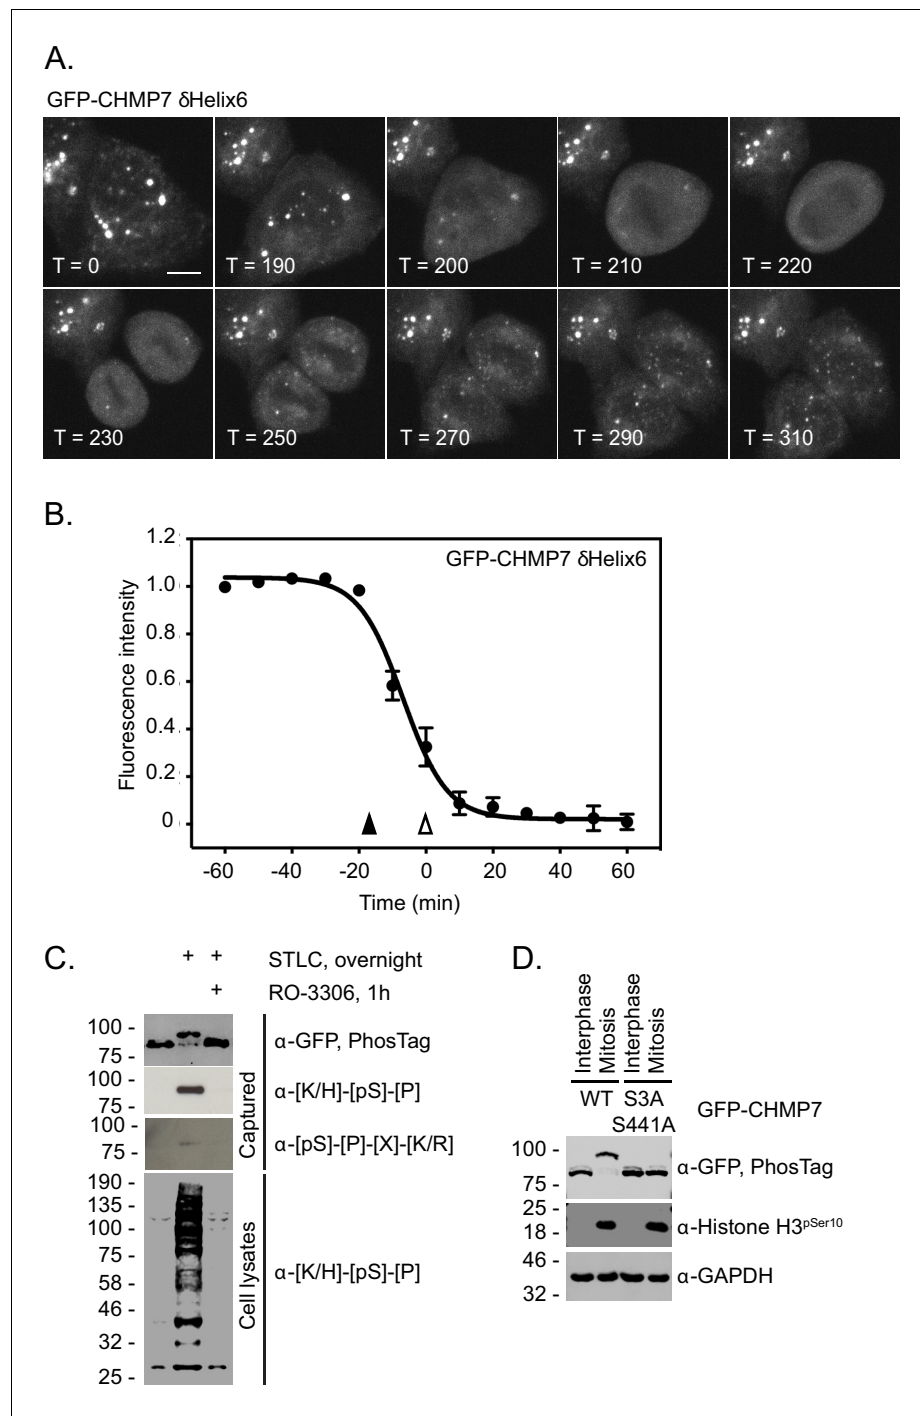 A.
GFP-CHMP7 δHelix6
T = 0
T = 190
T = 200
T = 210
T = 220
T = 230
T = 250
T = 270
T = 290
T = 310
B.
GFP-CHMP7 δHelix6
Fluorescence intensity
1.2
1.0
0.8
0.6
0.4
0.2
0
-60 -40 -20 0 20 40 60
Time (min)
C.
+ + STLC, overnight
+ RO-3306, 1h
100 -
75 -
α-GFP, PhosTag
100 -
75 -
α-[K/H]-[pS]-[P]
100 -
75 -
α-[pS]-[P]-[X]-[K/R]
Captured
190 -
135 -
100 -
75 -
58 -
46 -
32 -
25 -
Cell lysates
α-[K/H]-[pS]-[P]
D.
Interphase
Mitosis
Interphase
Mitosis
WT S3A
S441A
GFP-CHMP7
100 -
75 -
α-GFP, PhosTag
25 -
18 -
α-Histone H3pSer10
46 -
32 -
α-GAPDH